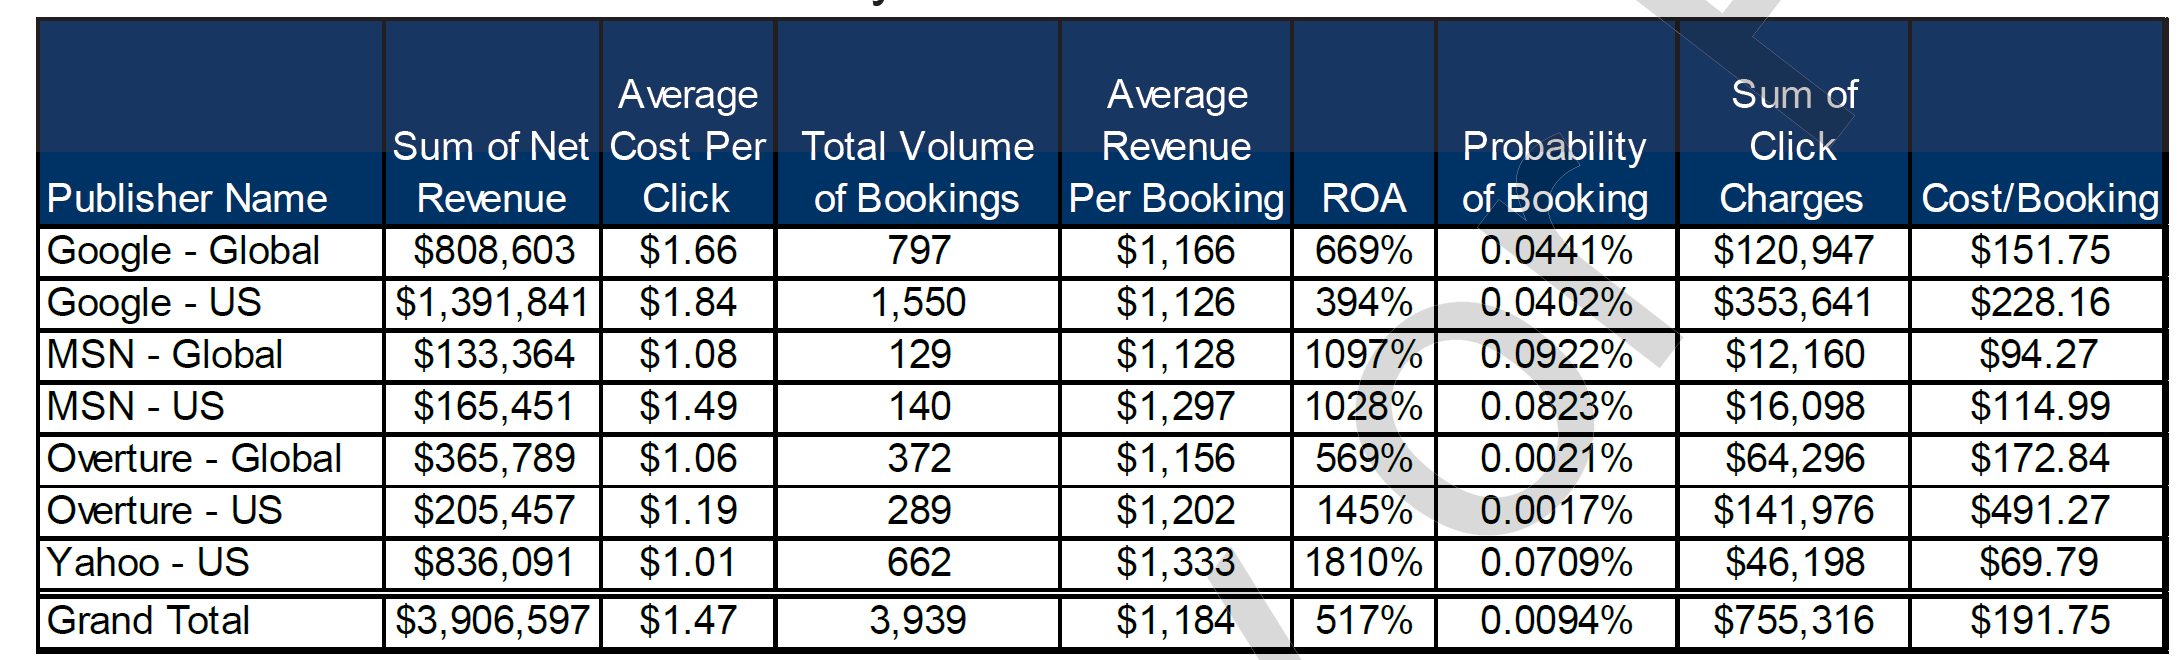 Publisher Name Sum of Net Revenue Average Cost Per Click Total Volume of Bookings Average Revenue Per Booking ROA Probability of Booking Sum of Click Charges Cost/Booking
Google - Global $808,603 $1.66 797 $1,166 669% 0.0441% $120,947 $151.75
Google - US $1,391,841 $1.84 1,550 $1,126 394% 0.0402% $353,641 $228.16
MSN - Global $133,364 $1.08 129 $1,128 1097% 0.0922% $12,160 $94.27
MSN - US $165,451 $1.49 140 $1,297 1028% 0.0823% $16,098 $114.99
Overture - Global $365,789 $1.06 372 $1,156 569% 0.0021% $64,296 $172.84
Overture - US $205,457 $1.19 289 $1,202 145% 0.0017% $141,976 $491.27
Yahoo - US $836,091 $1.01 662 $1,333 1810% 0.0709% $46,198 $69.79
Grand Total $3,906,597 $1.47 3,939 $1,184 517% 0.0094% $755,316 $191.75